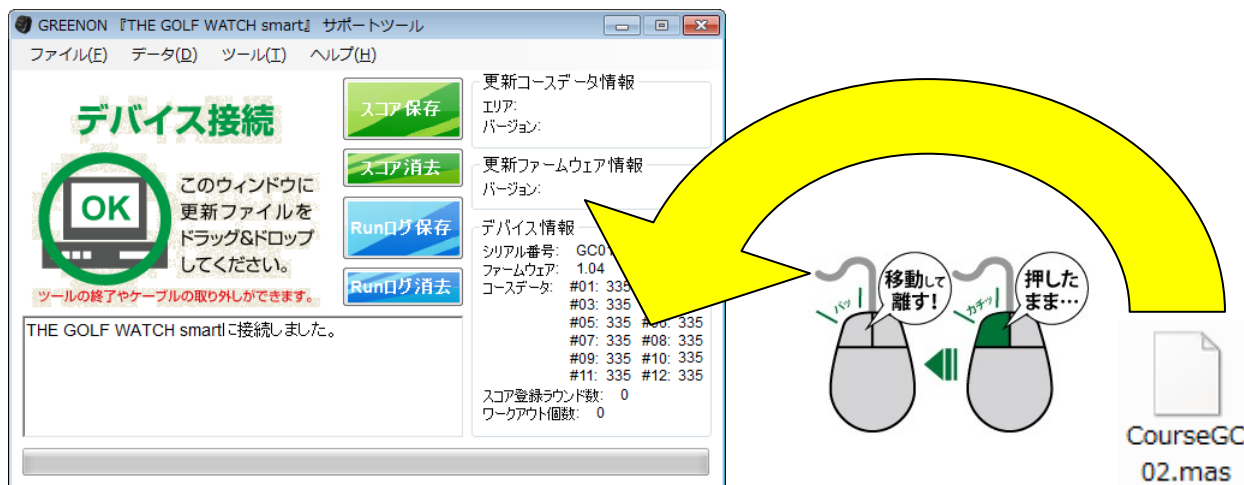 GREENON 『THE GOLF WATCH smart』 サポートツール
ファイル(F) データ(D) ツール(T) ヘルプ(H)
デバイス接続
OK
このウィンドウに
更新ファイルを
ドラッグ&ドロップ
してください。
ツールの終了やケーブルの取り外しができます。
スコア保存
スコア消去
Runログ保存
Runログ消去
更新コースデータ情報
エリア:
バージョン:
更新ファームウェア情報
バージョン:
デバイス情報
シリアル番号: GC01
ファームウェア: 1.04
コースデータ: #01: 335
#03: 335
#05: 335 #06: 335
#07: 335 #08: 335
#09: 335 #10: 335
#11: 335 #12: 335
スコア登録ラウンド数: 0
ワークアウト個数: 0
THE GOLF WATCH smartに接続しました。
移動して
離す!
パッ
押した
まま…
カチッ
CourseGC
02.mas